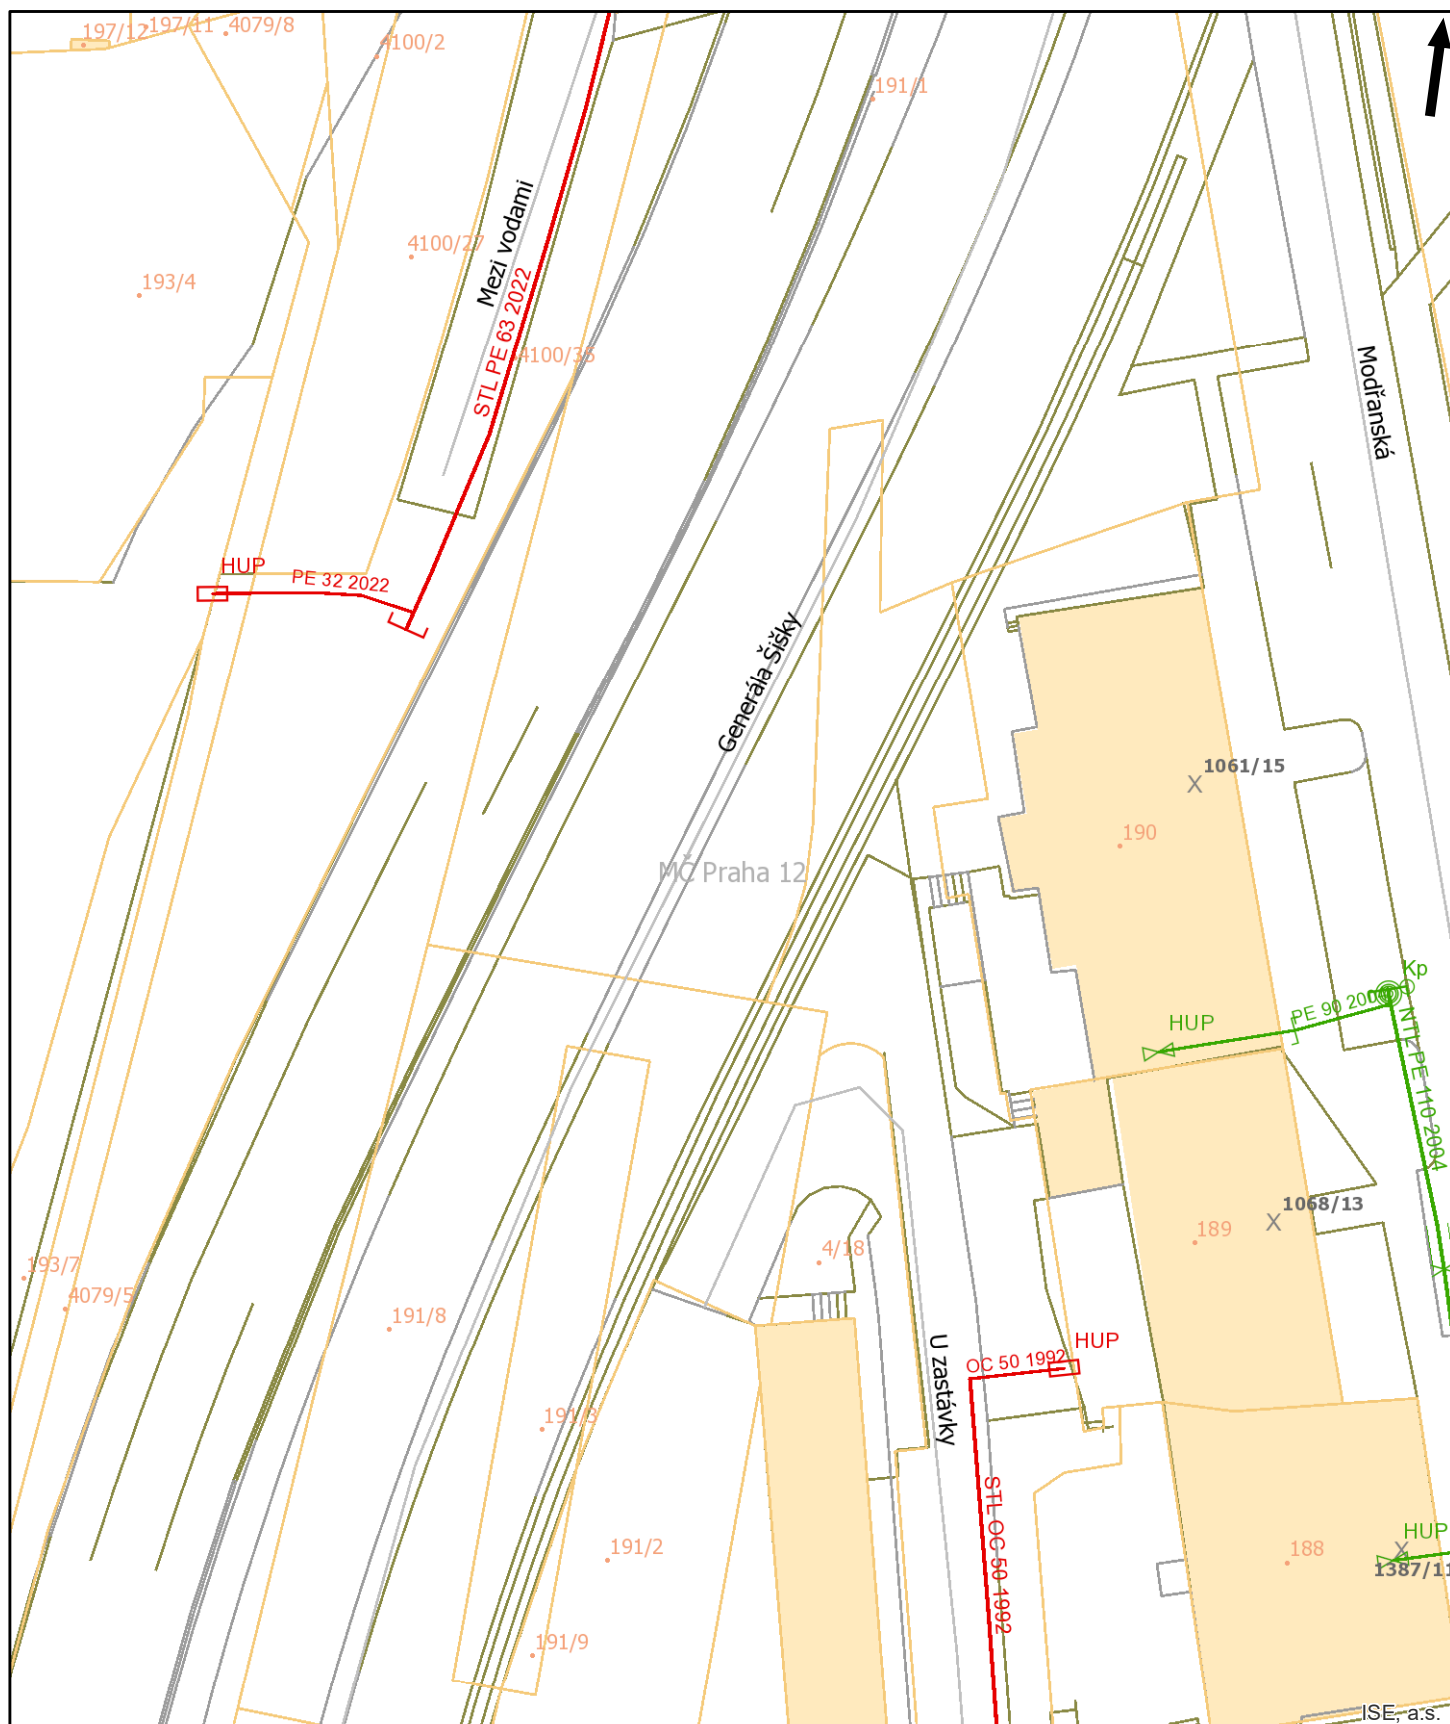 197/12
197/11
4079/8
4100/2
191/1
Mezi vodami
4100/27
193/4
STL PE 63 2022
4100/35
Modřanská
HUP
PE 32 2022
Generála Šišky
1061/15
190
MČ Praha 12
Kp
PE 90 2004
HUP
NTL PE 110 2004
1068/13
189
4/18
193/7
4079/5
191/8
HUP
OC 50 1992
U zastávky
191/3
STL OC 50 1992
191/2
188
HUP
1387/11
191/9
ISE, a.s.